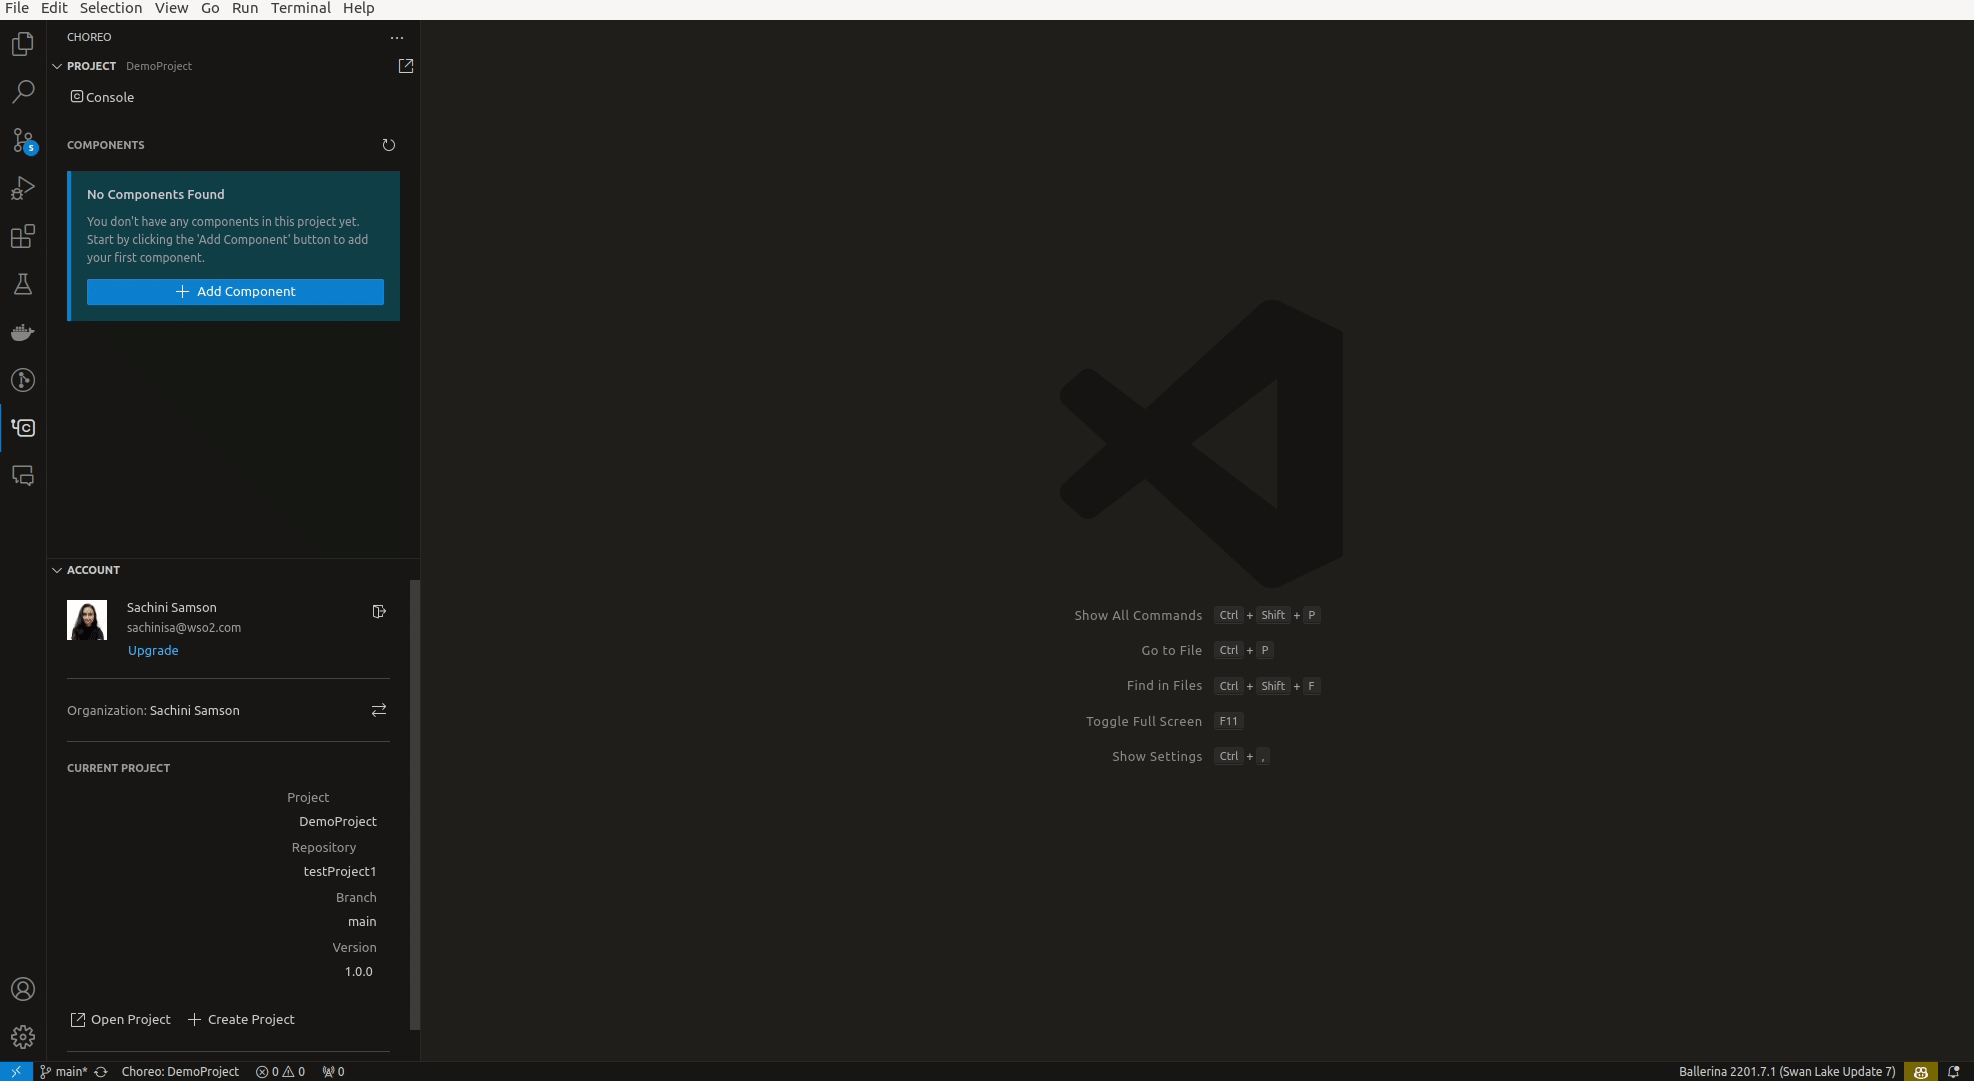 File Edit Selection View Go Run Terminal Help
CHOREO
PROJECT DemoProject
Console
COMPONENTS
5
No Components Found
You don't have any components in this project yet.
Start by clicking the 'Add Component' button to add
your first component.
Add Component
ACCOUNT
Sachini Samson
sachinisa@wso2.com
Upgrade
Organization: Sachini Samson
CURRENT PROJECT
Project
DemoProject
Repository
testProject1
Branch
main
Version
1.0.0
Open Project Create Project
Show All Commands Ctrl + Shift + P
Go to File Ctrl + P
Find in Files Ctrl + Shift + F
Toggle Full Screen F11
Show Settings Ctrl + ,
main* Choreo: DemoProject 0 0 0 Ballerina 2201.7.1 (Swan Lake Update 7)